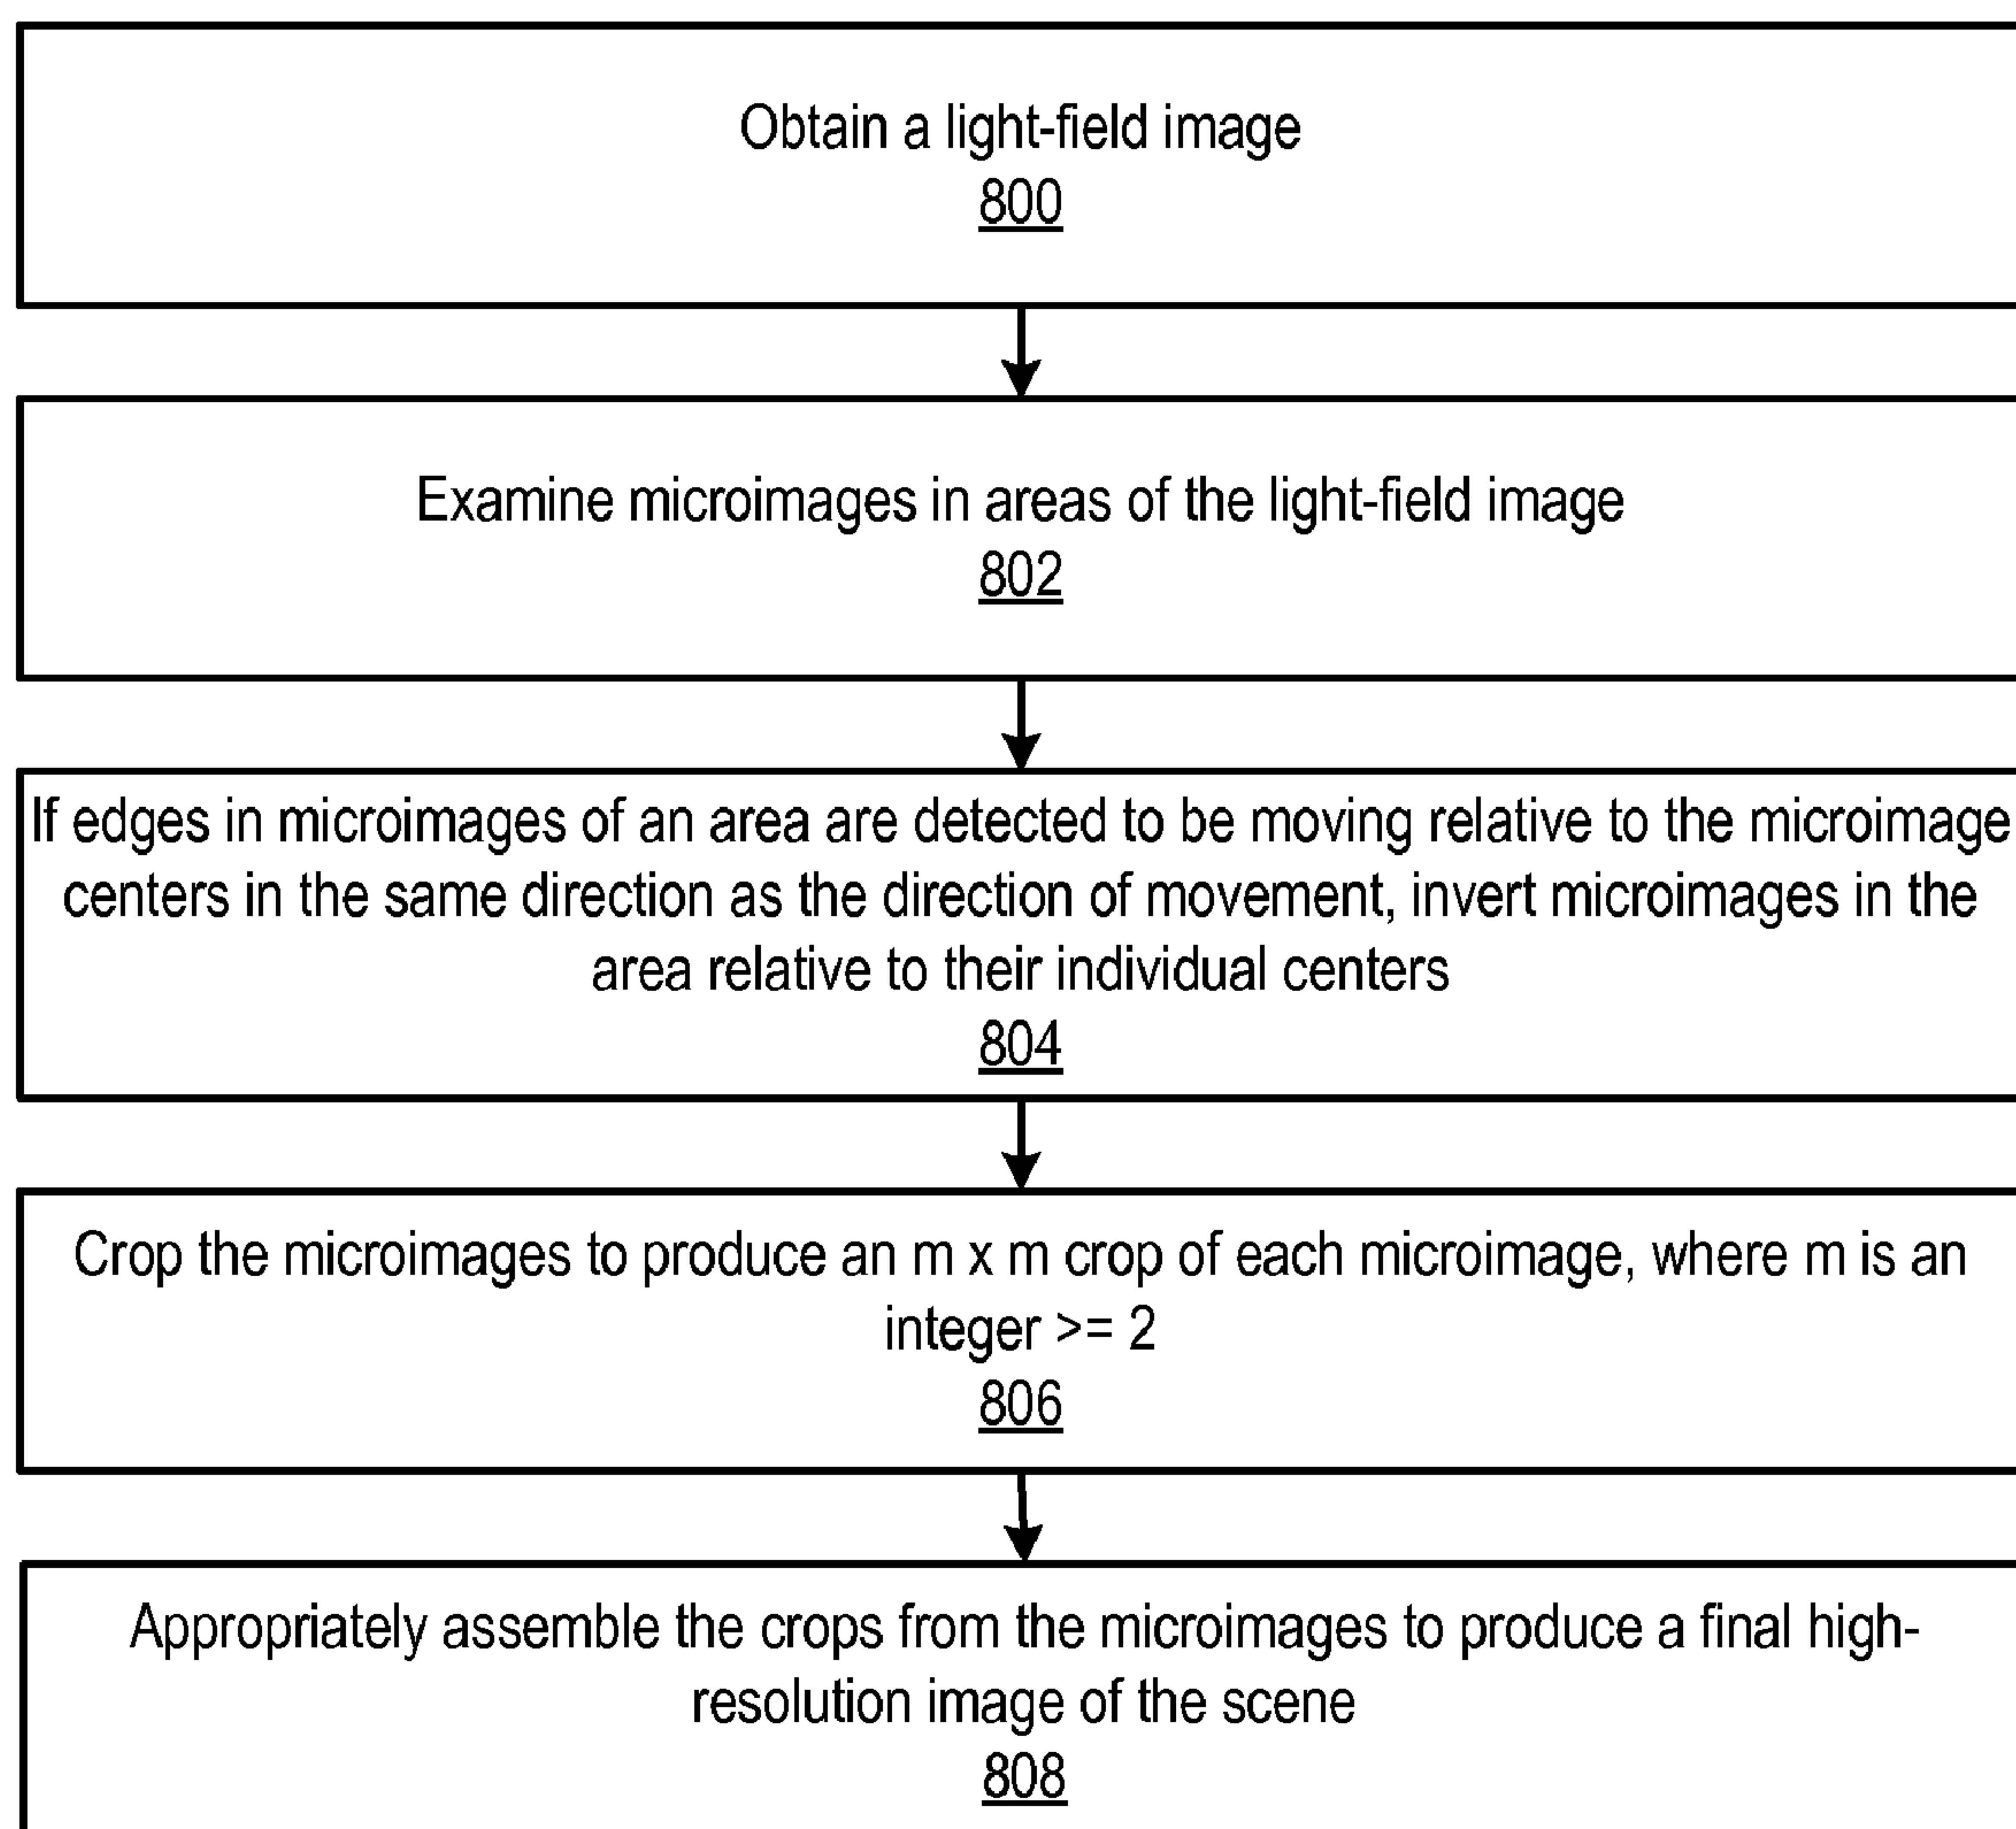 Obtain a light-field image
800
Examine microimages in areas of the light-field image
802
If edges in microimages of an area are detected to be moving relative to the microimage
centers in the same direction as the direction of movement, invert microimages in the
area relative to their individual centers
804
Crop the microimages to produce an m x m crop of each microimage, where m is an
integer >= 2
806
Appropriately assemble the crops from the microimages to produce a final high-
resolution image of the scene
808